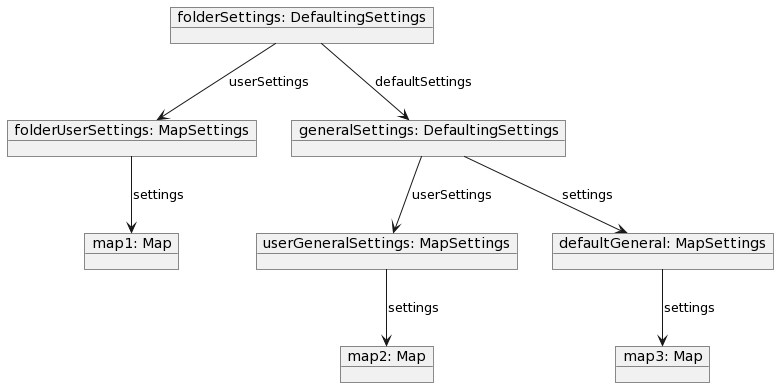 folderSettings: DefaultingSettings
userSettings
defaultSettings
folderUserSettings: MapSettings
generalSettings: DefaultingSettings
settings
userSettings
settings
map1: Map
userGeneralSettings: MapSettings
defaultGeneral: MapSettings
settings
settings
map2: Map
map3: Map